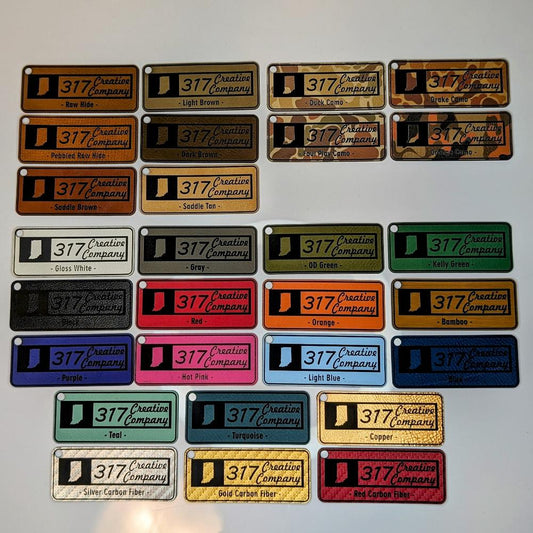 317 Creative Company
- Raw Hide -
317 Creative Company
- Light Brown -
317 Creative Company
- Duck Camo -
317 Creative Company
- Drake Camo -
317 Creative Company
- Pebbled Raw Hide -
317 Creative Company
- Dark Brown -
317 Creative Company
- Four Play Camo -
317 Creative Company
317 Creative Company
- Saddle Brown -
317 Creative Company
- Saddle Tan -
317 Creative Company
- Gloss White -
317 Creative Company
- Gray -
317 Creative Company
- OD Green -
317 Creative Company
- Kelly Green -
317 Creative Company
- Black -
317 Creative Company
- Red -
317 Creative Company
- Orange -
317 Creative Company
- Bamboo -
317 Creative Company
- Purple -
317 Creative Company
- Hot Pink -
317 Creative Company
- Light Blue -
317 Creative Company
- Blue -
317 Creative Company
- Teal -
317 Creative Company
- Turquoise -
317 Creative Company
- Copper -
317 Creative Company
- Silver Carbon Fiber -
317 Creative Company
- Gold Carbon Fiber -
317 Creative Company
- Red Carbon Fiber -